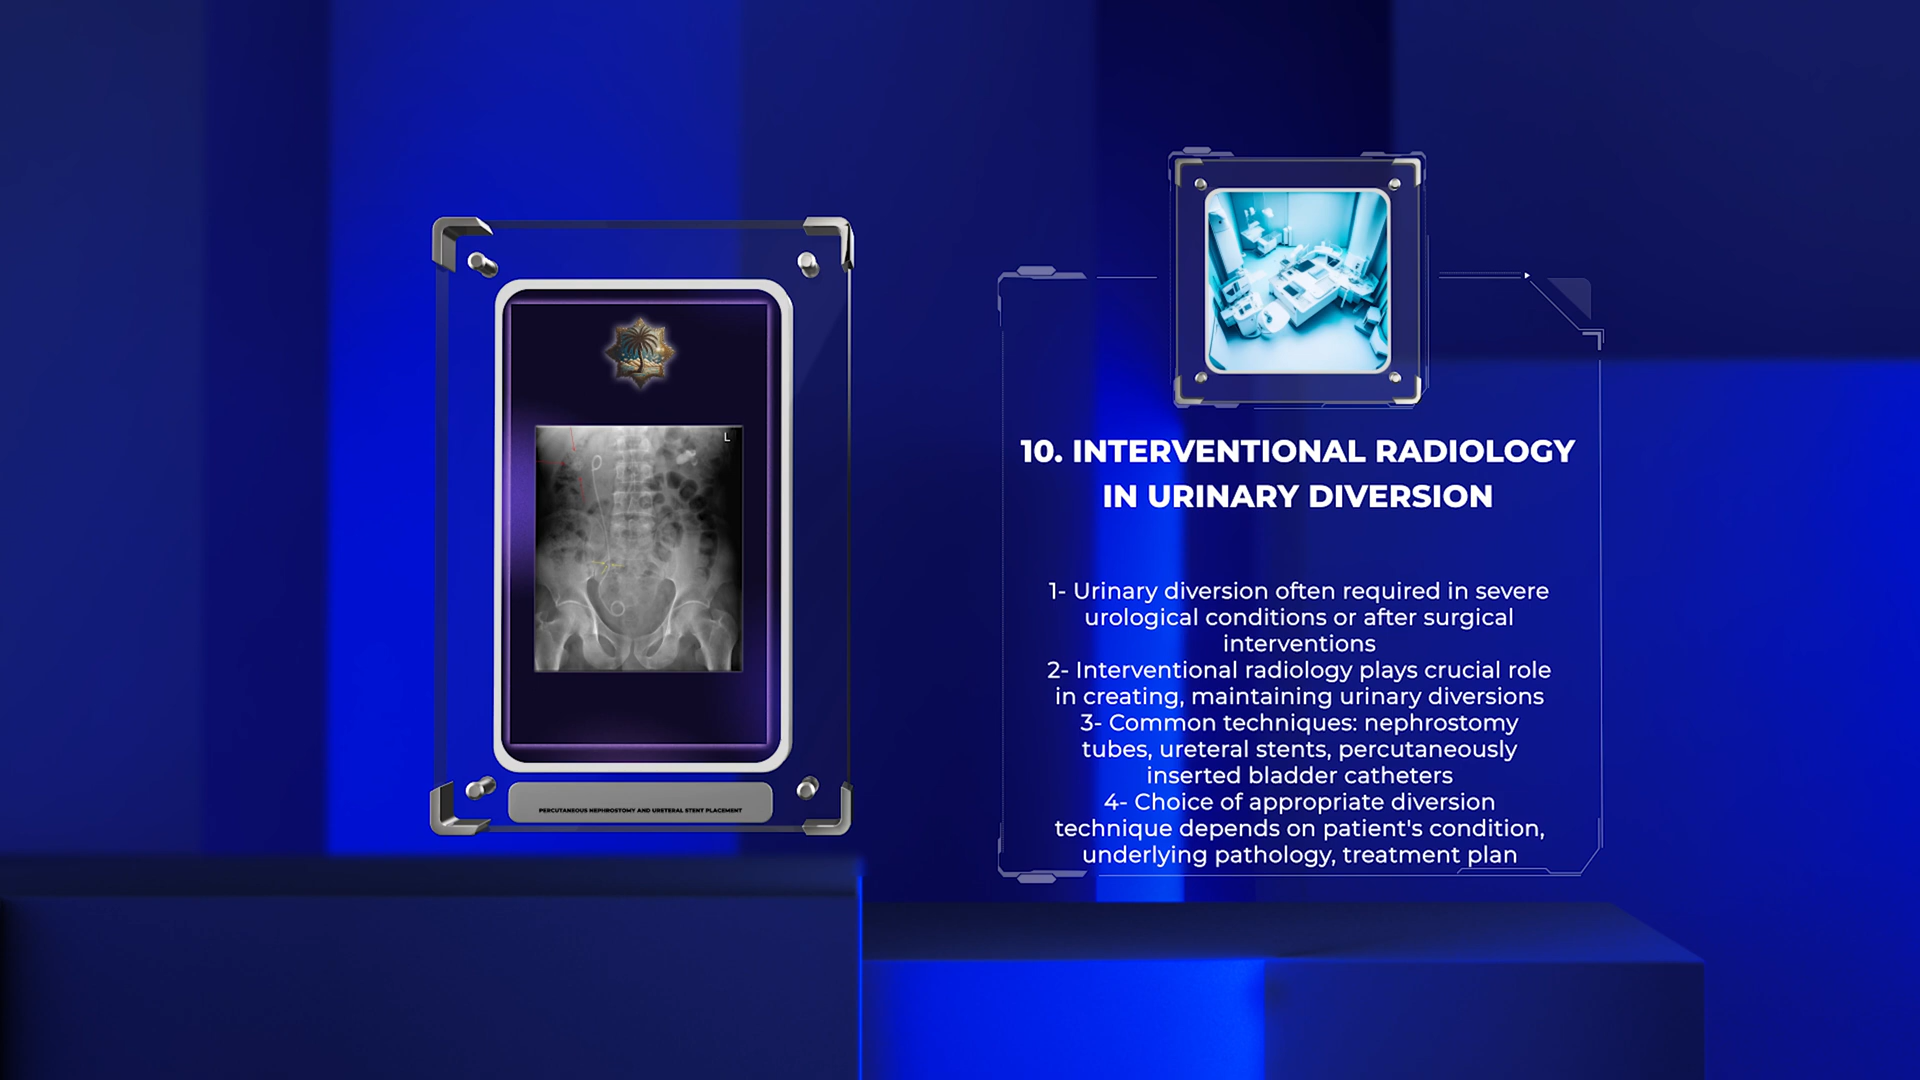 L
PERCUTANEOUS NEPHROSTOMY AND URETERAL STENT PLACEMENT
10. INTERVENTIONAL RADIOLOGY
IN URINARY DIVERSION
1- Urinary diversion often required in severe
urological conditions or after surgical
interventions
2- Interventional radiology plays crucial role
in creating, maintaining urinary diversions
3- Common techniques: nephrostomy
tubes, ureteral stents, percutaneously
inserted bladder catheters
4- Choice of appropriate diversion
technique depends on patient's condition,
underlying pathology, treatment plan